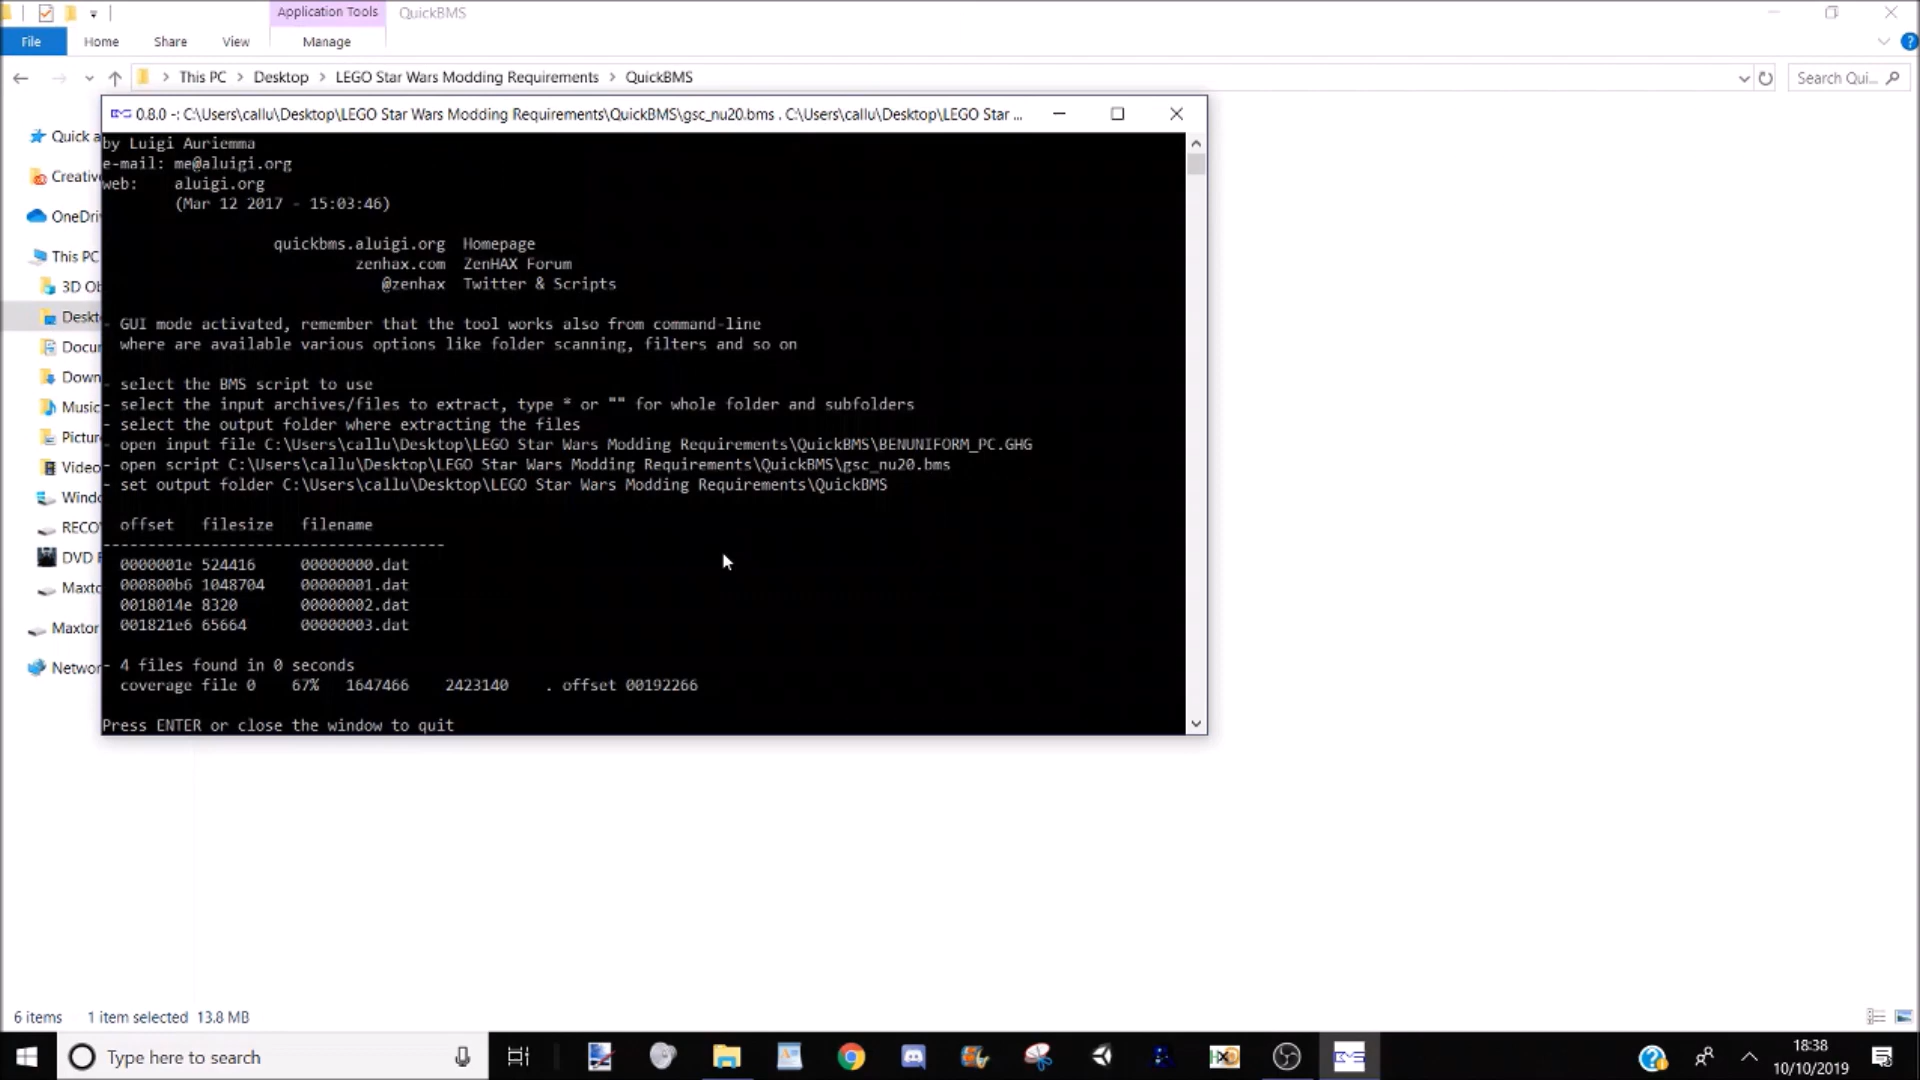 Application Tools
QuickBMS
File
Home
Share
View
Manage
This PC > Desktop > LEGO Star Wars Modding Requirements > QuickBMS
Search Qui...
0.8.0 -: C:\Users\callu\Desktop\LEGO Star Wars Modding Requirements\QuickBMS\gsc_nu20.bms . C:\Users\callu\Desktop\LEGO Star ...
by Luigi Auriemma
e-mail: me@aluigi.org
web:    aluigi.org
(Mar 12 2017 - 15:03:46)
quickbms.aluigi.org  Homepage
zenhax.com  ZenHAX Forum
@zenhax  Twitter & Scripts
- GUI mode activated, remember that the tool works also from command-line
where are available various options like folder scanning, filters and so on
- select the BMS script to use
- select the input archives/files to extract, type * or "" for whole folder and subfolders
- select the output folder where extracting the files
- open input file C:\Users\callu\Desktop\LEGO Star Wars Modding Requirements\QuickBMS\BENUNIFORM_PC.GHG
- open script C:\Users\callu\Desktop\LEGO Star Wars Modding Requirements\QuickBMS\gsc_nu20.bms
- set output folder C:\Users\callu\Desktop\LEGO Star Wars Modding Requirements\QuickBMS
offset   filesize   filename
--------------------------------------
0000001e 524416     00000000.dat
000800b6 1048704    00000001.dat
0018014e 8320       00000002.dat
001821e6 65664      00000003.dat
- 4 files found in 0 seconds
coverage file 0    67%   1647466    2423140    . offset 00192266
Press ENTER or close the window to quit
Quick a
Creative
OneDri
This PC
3D Ob
Deskt
Docu
Down
Music
Pictur
Video
Windo
RECO
DVD
Maxto
Maxtor
Networ
6 items
1 item selected  13.8 MB
Type here to search
18:38
10/10/2019